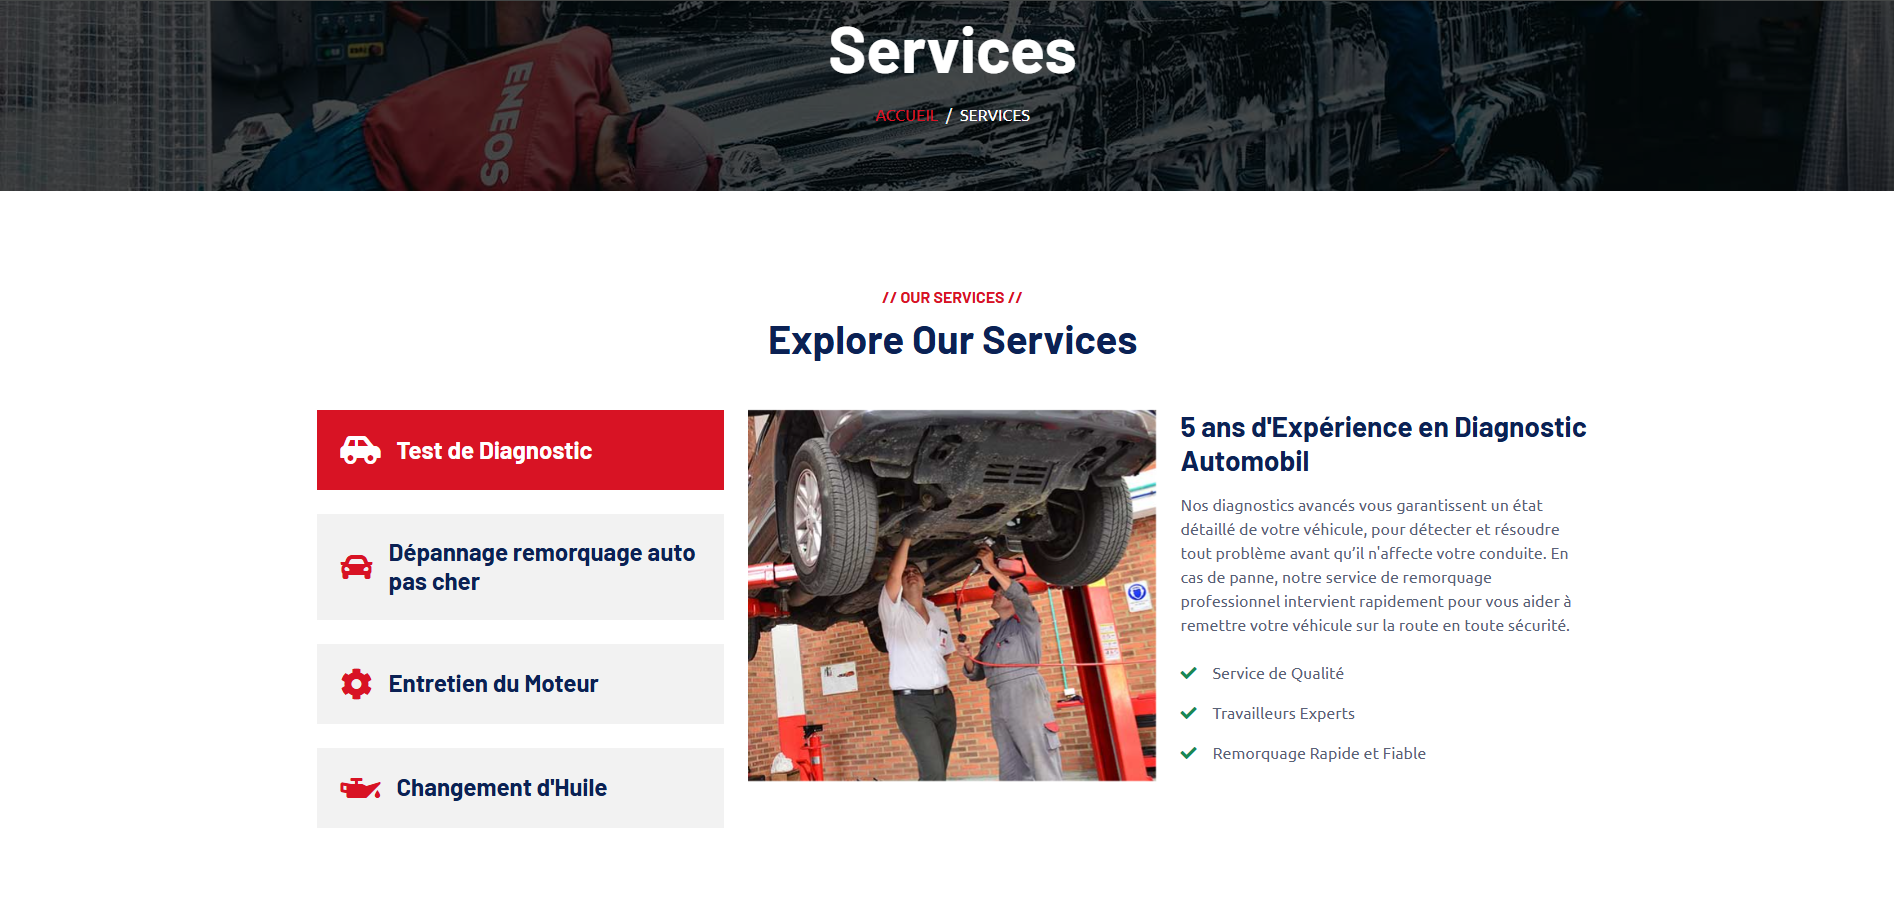 Services
ENEOS
ACCUEIL / SERVICES
// OUR SERVICES //
Explore Our Services
Test de Diagnostic
Dépannage remorquage auto
pas cher
Entretien du Moteur
Changement d'Huile
5 ans d'Expérience en Diagnostic
Automobil
Nos diagnostics avancés vous garantissent un état
détaillé de votre véhicule, pour détecter et résoudre
tout problème avant qu’il n'affecte votre conduite. En
cas de panne, notre service de remorquage
professionnel intervient rapidement pour vous aider à
remettre votre véhicule sur la route en toute sécurité.
Service de Qualité
Travailleurs Experts
Remorquage Rapide et Fiable